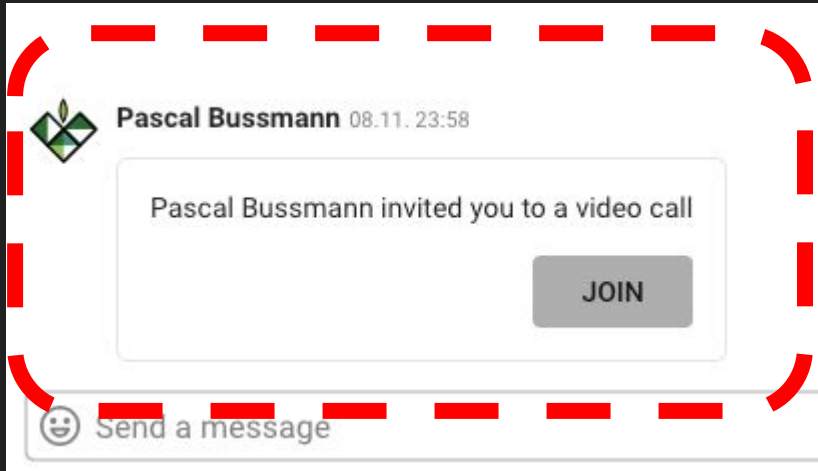 Pascal Bussmann 08.11. 23:58
Pascal Bussmann invited you to a video call
JOIN
Send a message